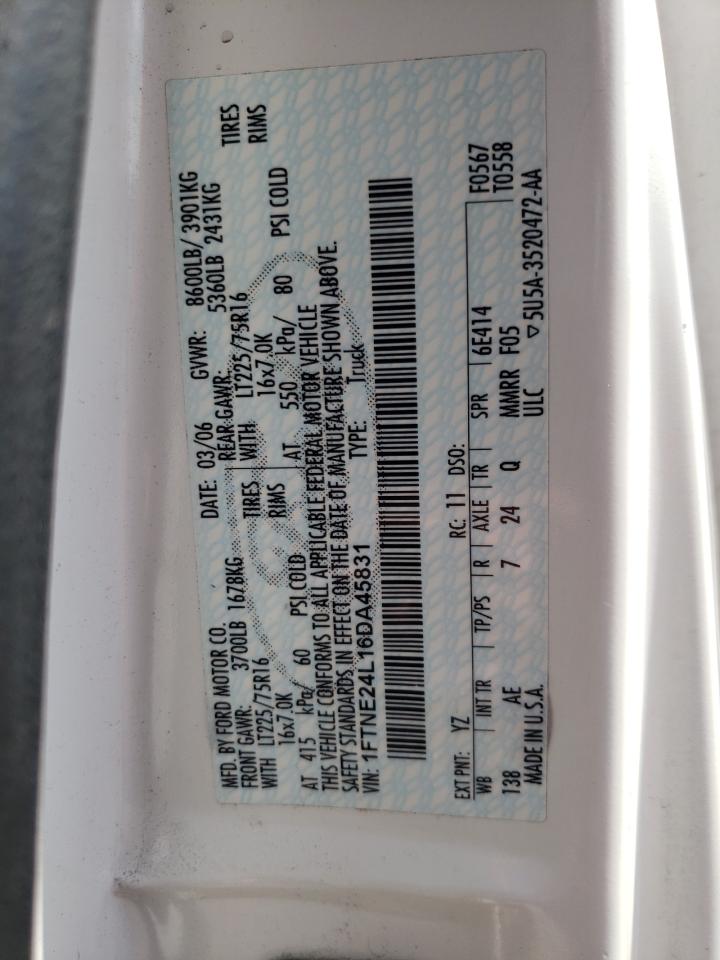 MFD. BY FORD MOTOR CO. DATE: 03/06 GVWR: 8600LB/ 3901KG
FRONT GAWR: 3700LB 1678KG REAR GAWR: 5360LB 2431KG
WITH LT225/75R16 TIRES WITH LT225/75R16 TIRES
16x7.0K RIMS 16x7.0K RIMS
AT 415 kPa/ 60 PSI COLD AT 550 kPa/ 80 PSI COLD
THIS VEHICLE CONFORMS TO ALL APPLICABLE FEDERAL MOTOR VEHICLE
SAFETY STANDARDS IN EFFECT ON THE DATE OF MANUFACTURE SHOWN ABOVE.
VIN: 1FTNE24L16DA45831 TYPE: Truck
EXT PNT: YZ RC: 11 DSO: F0567
WB INT TR TP/PS R AXLE TR SPR 6E414 T0558
138 AE 7 24 Q MMRR F05
MADE IN U.S.A. ULC ▽5U5A-3520472-AA